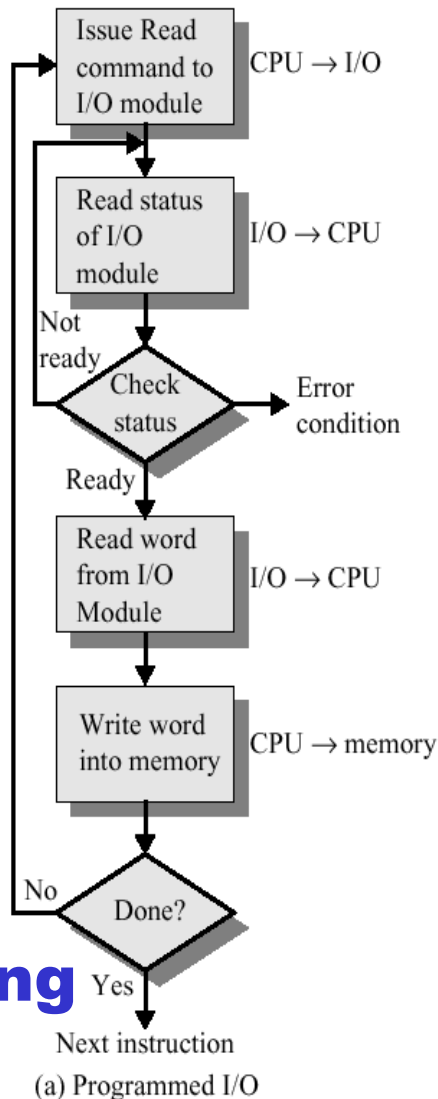 Issue Read
command to
I/O module
CPU → I/O
Read status
of I/O
module
I/O → CPU
Not
ready
Check
status
Error
condition
Ready
Read word
from I/O
Module
I/O → CPU
Write word
into memory
CPU → memory
No
Done?
ng
Yes
Next instruction
(a) Programmed I/O